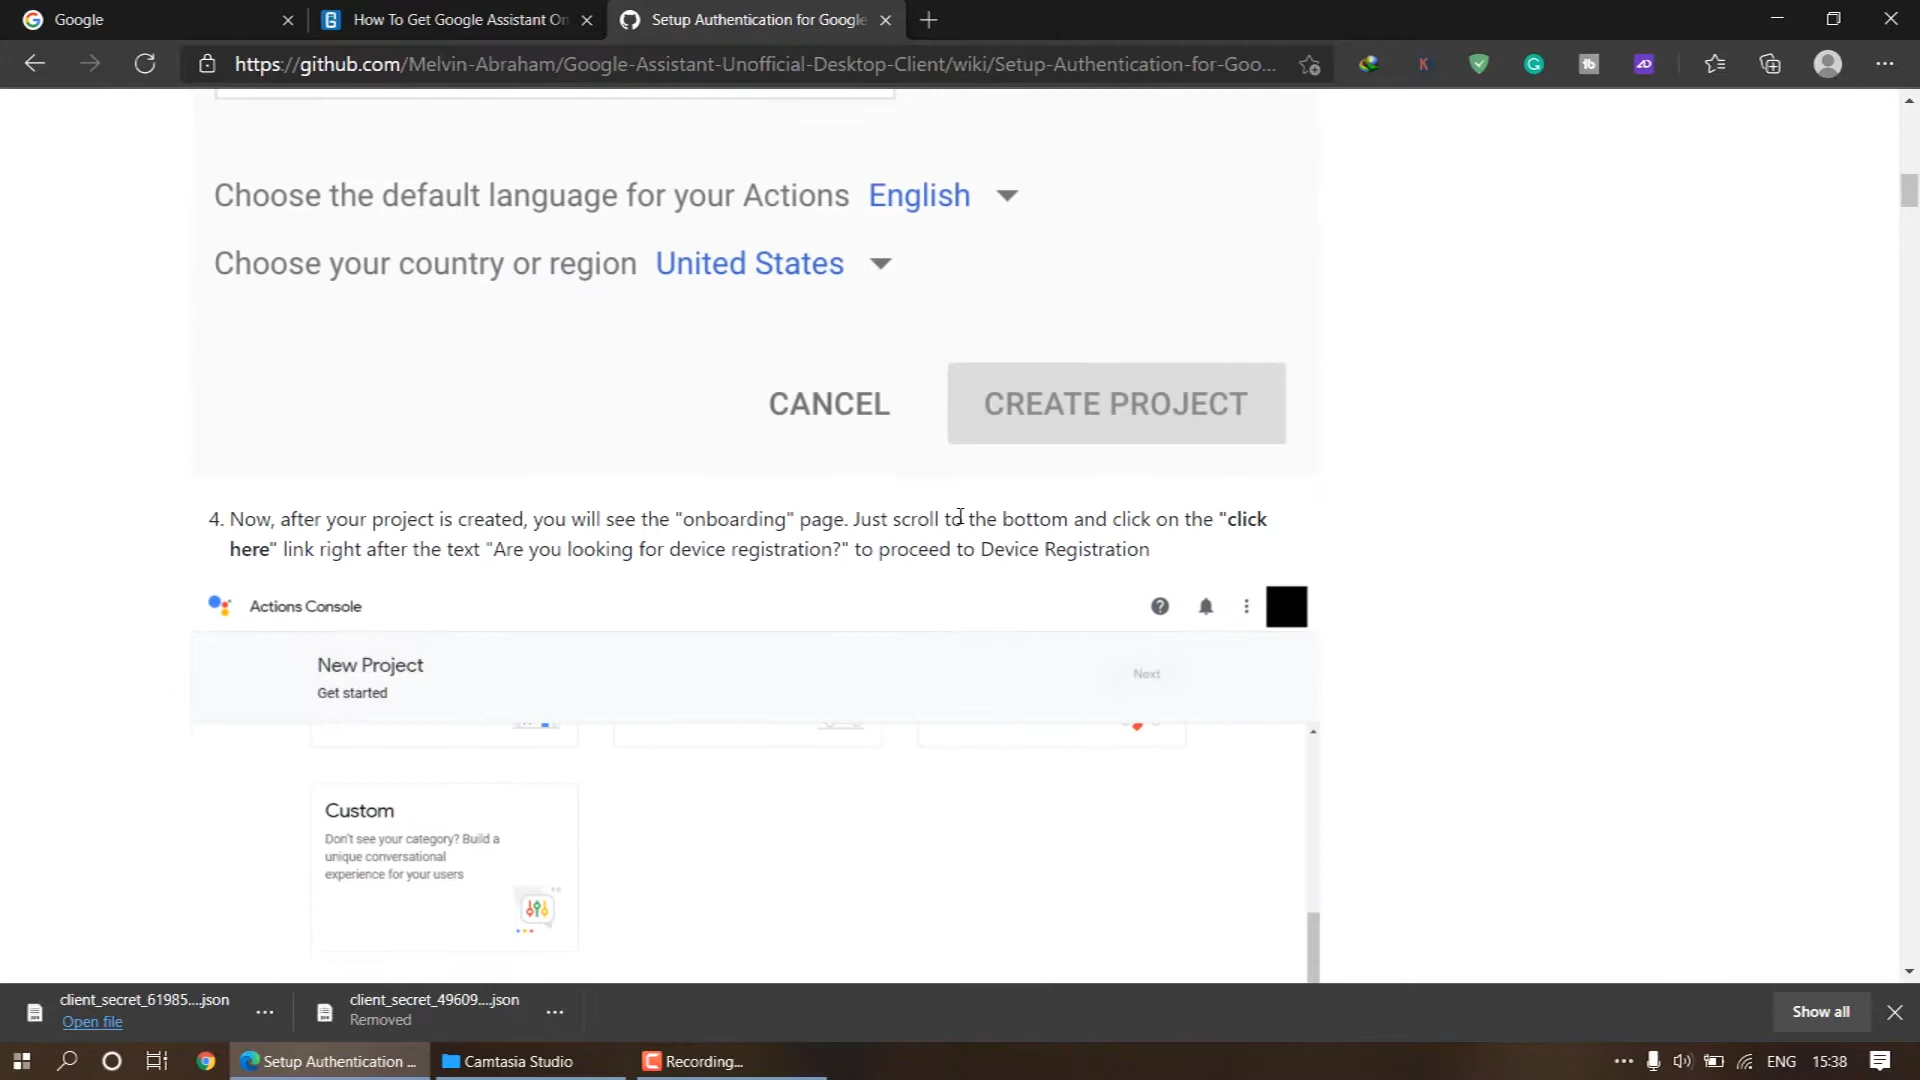 Google
How To Get Google Assistant On
Setup Authentication for Google
https://github.com/Melvin-Abraham/Google-Assistant-Unofficial-Desktop-Client/wiki/Setup-Authentication-for-Goo...
Choose the default language for your Actions English
Choose your country or region United States
CANCEL
CREATE PROJECT
4. Now, after your project is created, you will see the "onboarding" page. Just scroll to the bottom and click on the "click
here" link right after the text "Are you looking for device registration?" to proceed to Device Registration
Actions Console
New Project
Next
Get started
Custom
Don't see your category? Build a
unique conversational
experience for your users
client_secret_61985....json
Open file
client_secret_49609....json
Removed
Show all
Setup Authentication ...
Camtasia Studio
Recording...
ENG
15:38